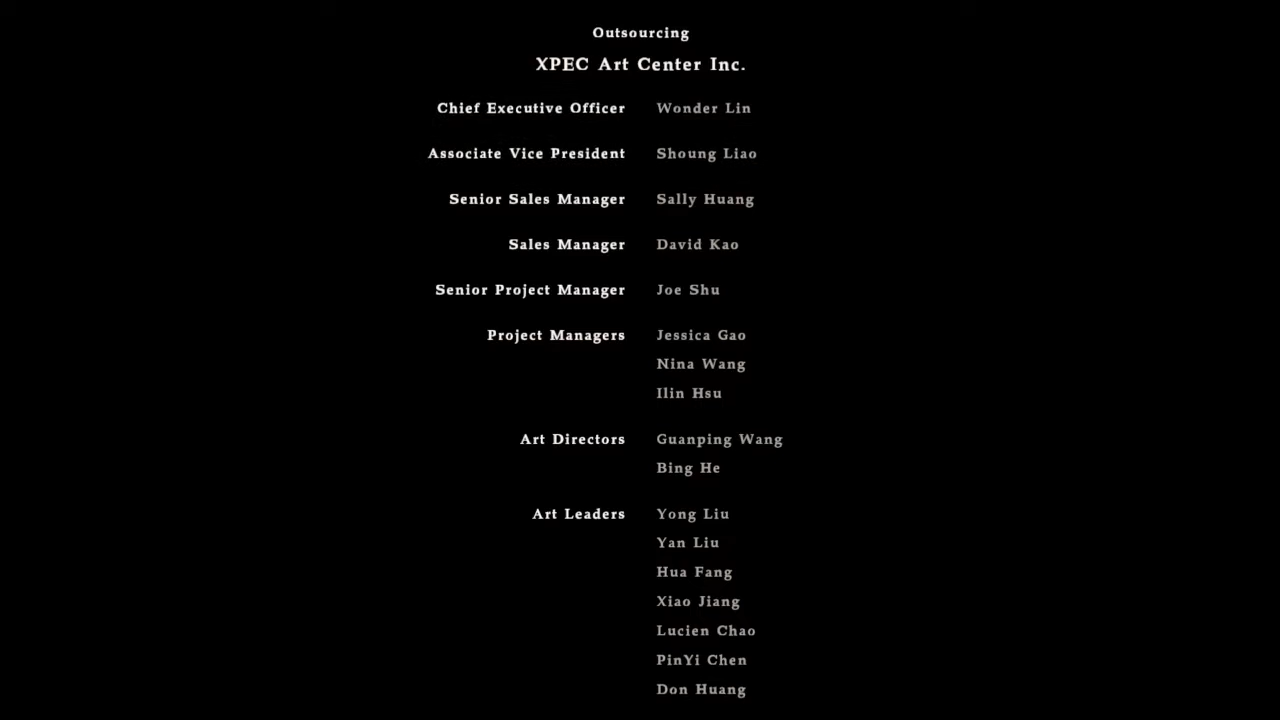 Outsourcing
XPEC Art Center Inc.
Chief Executive Officer Wonder Lin
Associate Vice President Shoung Liao
Senior Sales Manager Sally Huang
Sales Manager David Kao
Senior Project Manager Joe Shu
Project Managers Jessica Gao
Nina Wang
Ilin Hsu
Art Directors Guanping Wang
Bing He
Art Leaders Yong Liu
Yan Liu
Hua Fang
Xiao Jiang
Lucien Chao
PinYi Chen
Don Huang